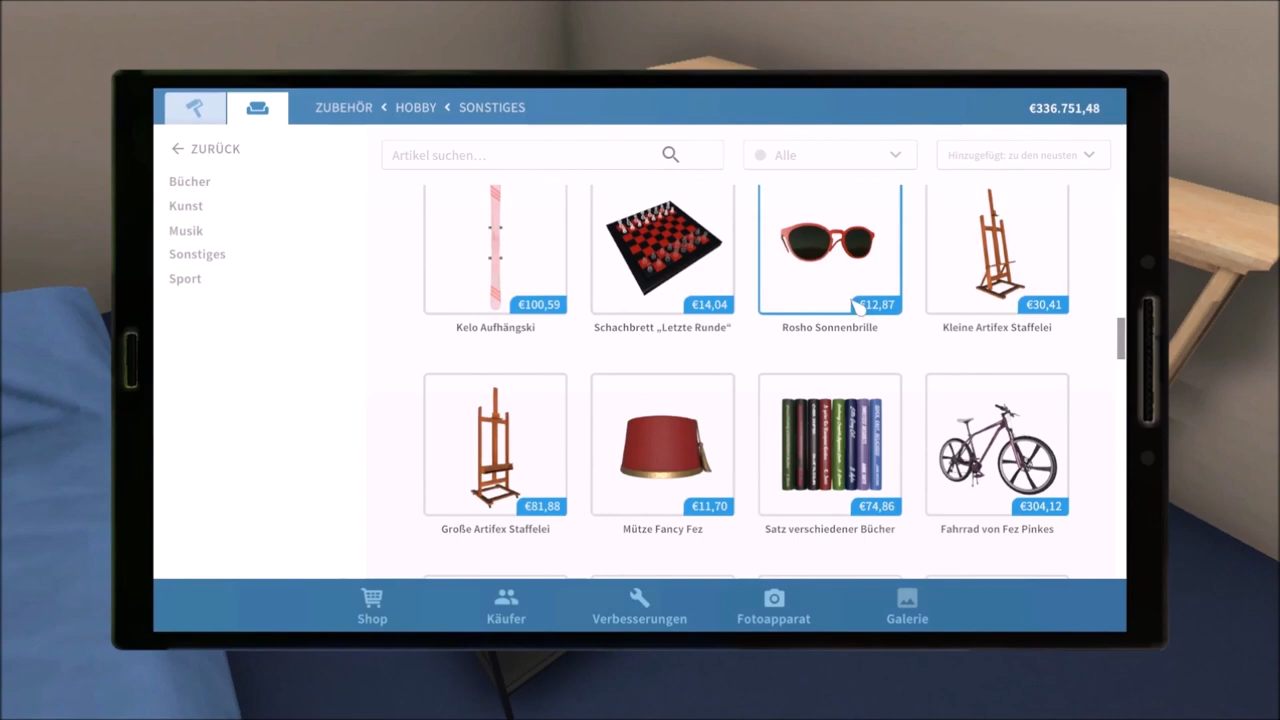 ZUBEHÖR < HOBBY < SONSTIGES
€336.751,48
← ZURÜCK
Artikel suchen…
Alle
Hinzugefügt: zu den neusten
Bücher
Kunst
Musik
Sonstiges
Sport
€100,59
€14,04
€12,87
€30,41
Kelo Aufhängski
Schachbrett „Letzte Runde“
Rosho Sonnenbrille
Kleine Artifex Staffelei
€81,88
€11,70
€74,86
€304,12
Große Artifex Staffelei
Mütze Fancy Fez
Satz verschiedener Bücher
Fahrrad von Fez Pinkes
Shop
Käufer
Verbesserungen
Fotoapparat
Galerie